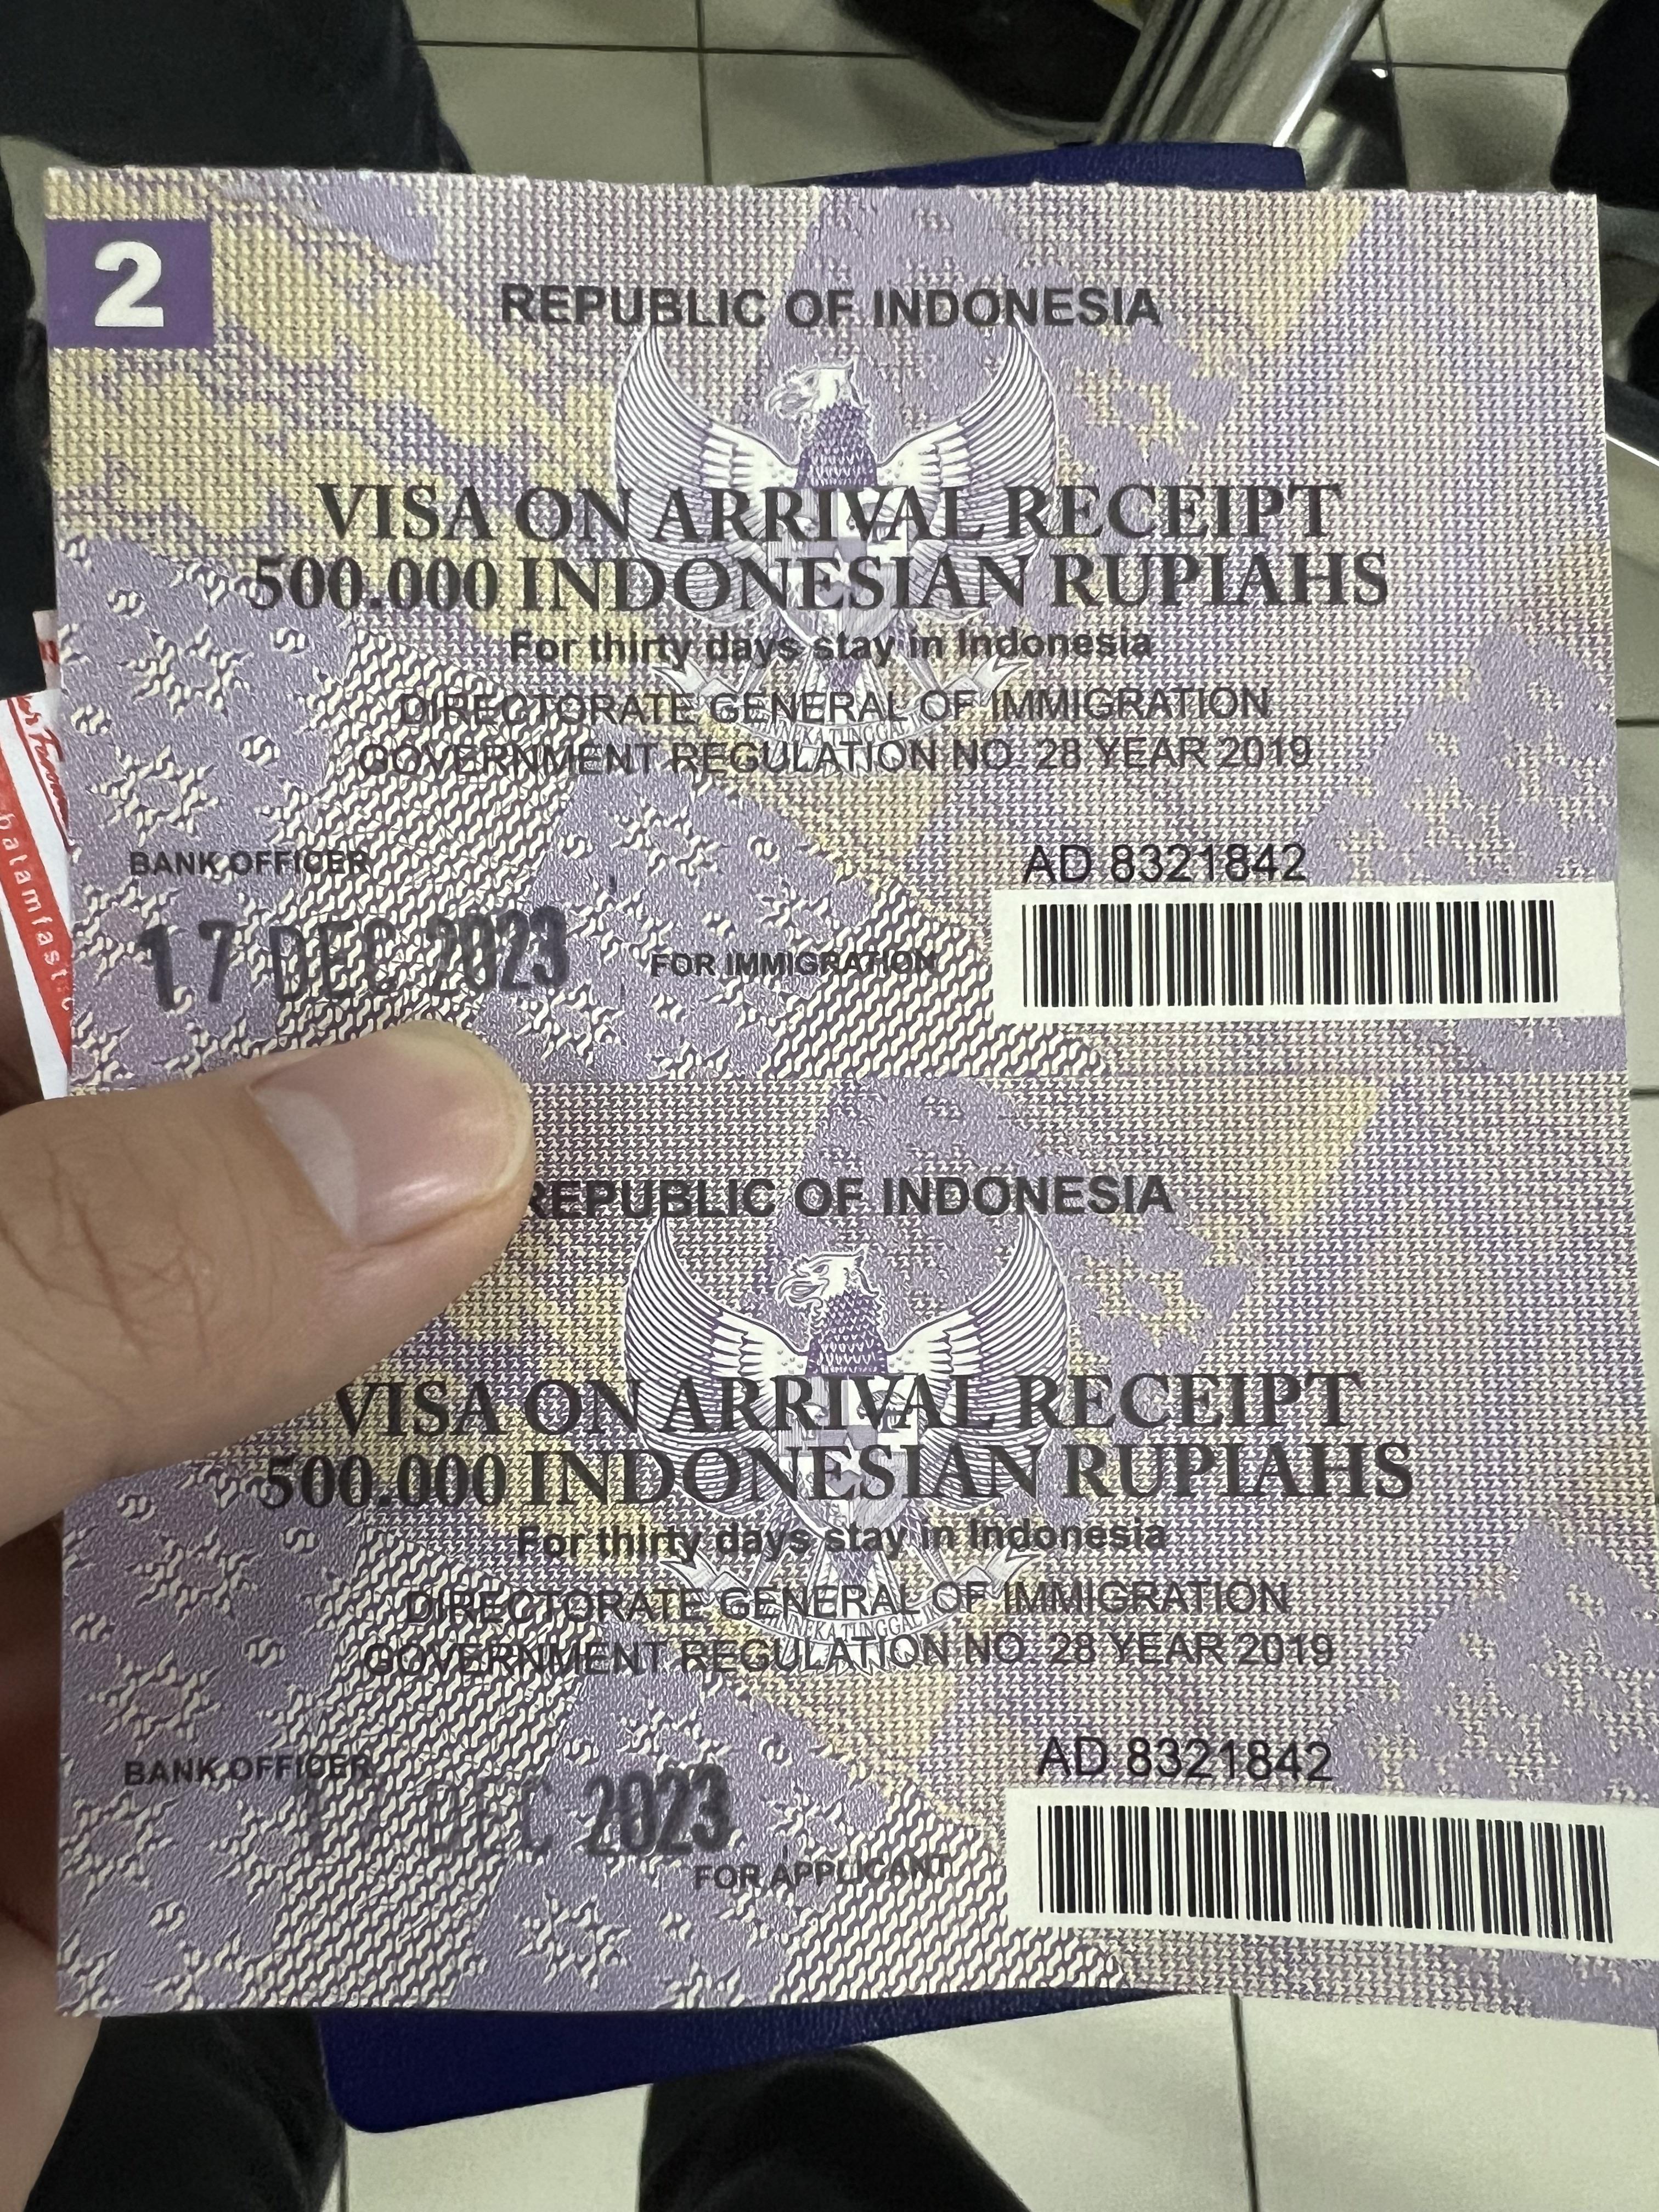 2
REPUBLIC OF INDONESIA
VISA ON ARRIVAL RECEIPT
500.000 INDONESIAN RUPIAHS
For thirty days stay in Indonesia
DIRECTORATE GENERAL OF IMMIGRATION
GOVERNMENT REGULATION NO. 28 YEAR 2019
BANK OFFICER
AD 8321842
17 DEC 2023
FOR IMMIGRATION
batamfast
REPUBLIC OF INDONESIA
VISA ON ARRIVAL RECEIPT
500.000 INDONESIAN RUPIAHS
For thirty days stay in Indonesia
DIRECTORATE GENERAL OF IMMIGRATION
GOVERNMENT REGULATION NO. 28 YEAR 2019
BANK OFFICER
AD 8321842
DEC 2023
FOR APPLICANT